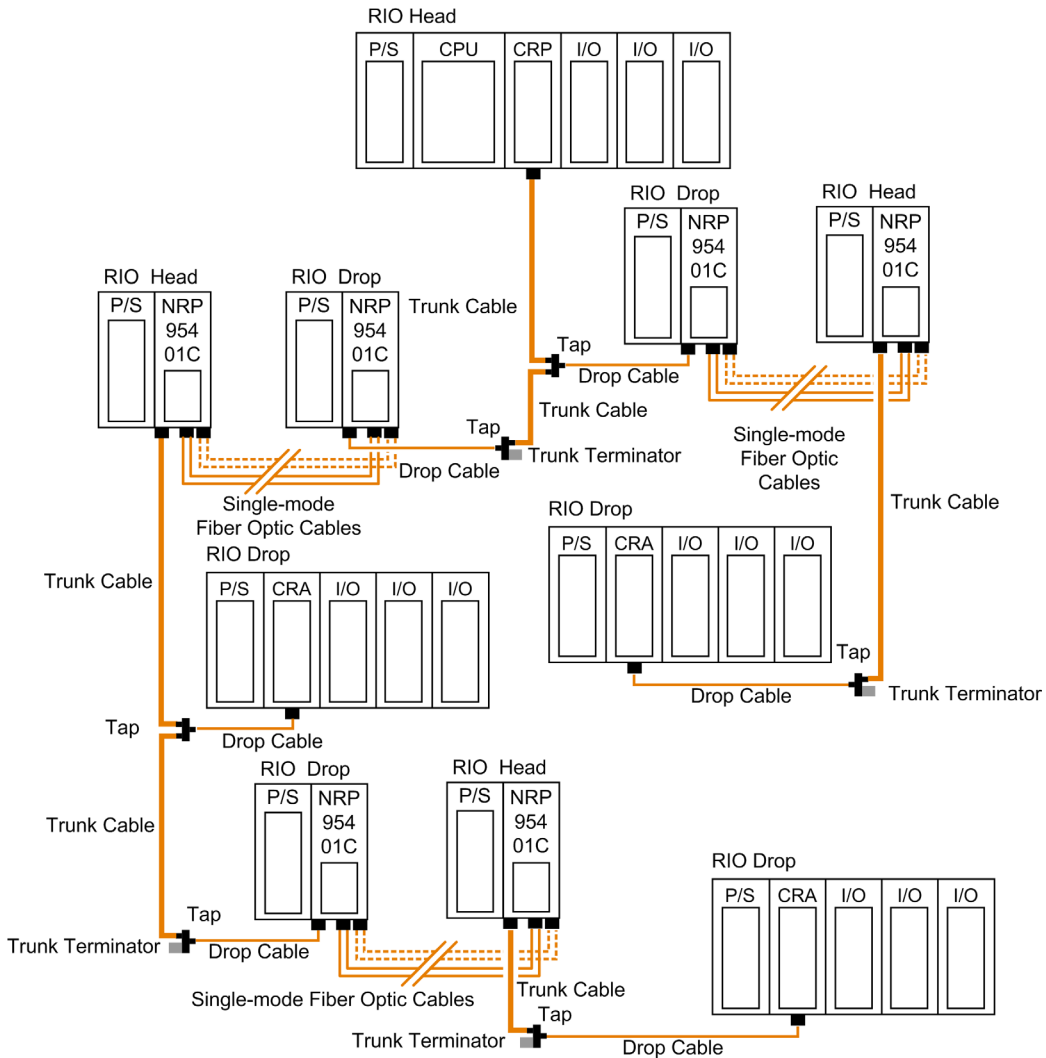 RIO Head
P/S CPU CRP I/O I/O I/O
RIO Drop
P/S NRP
954
01C
RIO Head
P/S NRP
954
01C
RIO Head
P/S NRP
954
01C
RIO Drop
P/S NRP
954
01C
Trunk Cable
Tap
Drop Cable
Trunk Cable
Tap
Trunk Terminator
Drop Cable
Single-mode
Fiber Optic
Cables
Single-mode
Fiber Optic Cables
Trunk Cable
RIO Drop
P/S CRA I/O I/O I/O
RIO Drop
P/S CRA I/O I/O I/O
Trunk Cable
Tap
Drop Cable
Trunk Terminator
Tap
Drop Cable
RIO Drop
P/S NRP
954
01C
RIO Head
P/S NRP
954
01C
Trunk Cable
RIO Drop
P/S CRA I/O I/O I/O
Tap
Trunk Terminator
Drop Cable
Single-mode Fiber Optic Cables
Trunk Cable
Tap
Trunk Terminator
Drop Cable